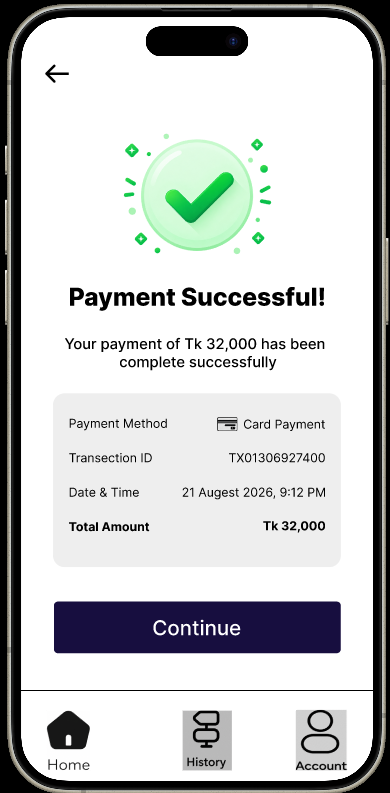 Payment Successful!
Your payment of Tk 32,000 has been
complete successfully
Payment Method Card Payment
Transection ID TX01306927400
Date & Time 21 Augest 2026, 9:12 PM
Total Amount Tk 32,000
Continue
Home History Account